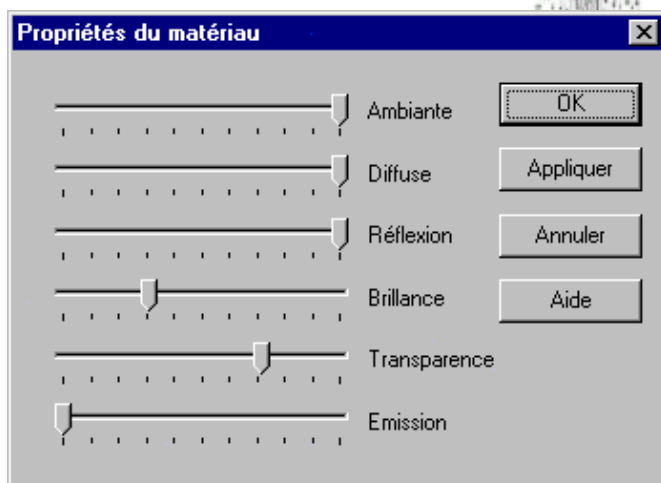 Propriétés du matériau
Ambiante
OK
Diffuse
Appliquer
Réflexion
Annuler
Brillance
Aide
Transparence
Emission